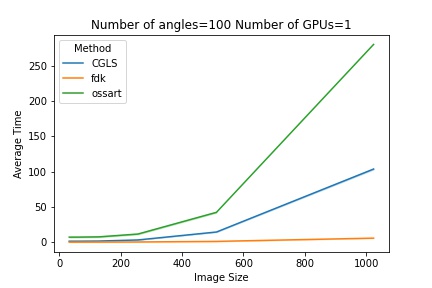 Number of angles=100 Number of GPUs=1
Method
CGLS
fdk
ossart
Average Time
250
200
150
100
50
0
0
200
400
600
800
1000
Image Size